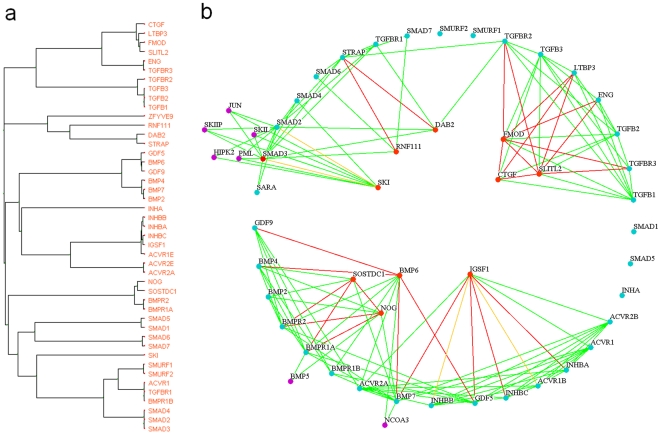 a
CTGF
LTBP3
FMOD
SLITL2
ENG
TGFBR3
TGFBR2
TGFB3
TGFB2
TGFB1
ZFYVE9
RNF111
DAB2
STRAP
GDF5
BMP6
GDF9
BMP4
BMP7
BMP2
INHA
INHBB
INHBA
INHBC
IGSF1
ACVR1E
ACVR2E
ACVR2A
NOG
SOSTDC1
BMPR2
BMPR1A
SMAD5
SMAD1
SMAD6
SMAD7
SKI
SMURF1
SMURF2
ACVR1
TGFBR1
BMPR1B
SMAD4
SMAD2
SMAD3
b
SMAD7
SMURF2
SMURF1
TGFBR1
TGFBR2
STRAP
TGFB3
SMAD6
LTBP3
SMAD4
ENG
JUN
SMAD2
DAB2
TGFB2
SKIIP
SKIL
FMOD
SMAD3
RNF111
HIPK2
PML
SLITL2
TGFBR3
SKI
CTGF
SARA
TGFB1
GDF9
SMAD1
BMP4
SMAD5
SOSTDC1
BMP6
IGSF1
BMP2
INHA
NOG
BMPR2
ACVR2B
BMPR1A
ACVR1
BMPR1B
INHBA
BMP5
ACVR2A
ACVR1B
BMP7
INHBB
GDF5
INHBC
NCOA3